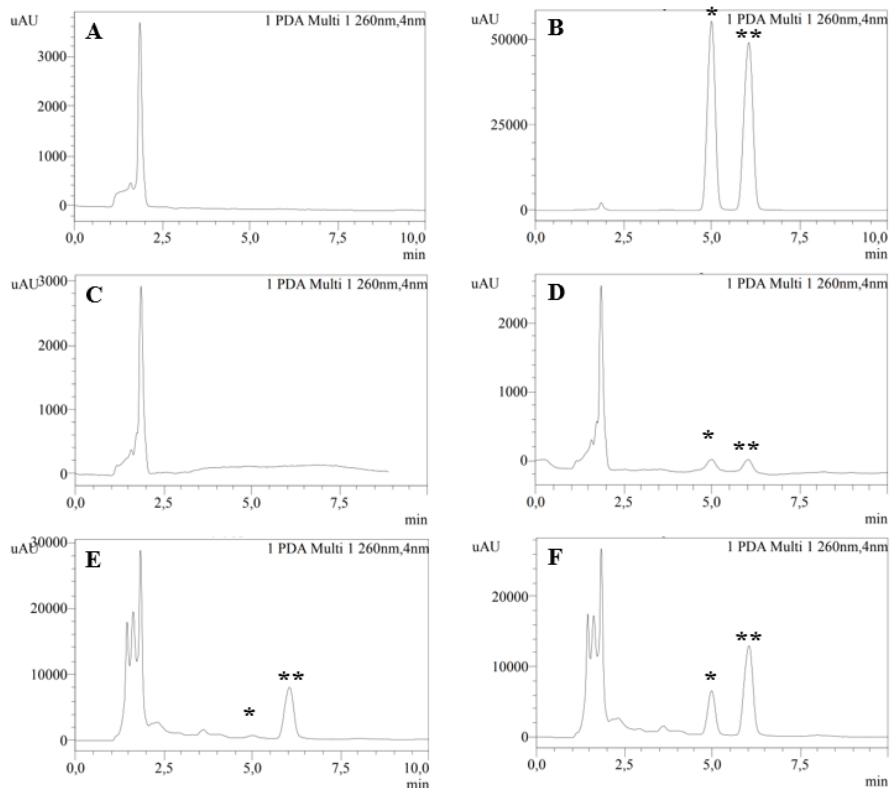 uAU A 1 PDA Multi 1 260nm,4nm
3000
2000
1000
0
0,0 2,5 5,0 7,5 10,0
min
uAU B * ** 1 PDA Multi 1 260nm,4nm
50000
25000
0
0,0 2,5 5,0 7,5 10,0
min
uAU C 1 PDA Multi 1 260nm,4nm
3000
2000
1000
0
0,0 2,5 5,0 7,5
min
uAU D 1 PDA Multi 1 260nm,4nm
2000
1000
* **
0
0,0 2,5 5,0 7,5
min
uAU E 1 PDA Multi 1 260nm,4nm
30000
20000
10000
* **
0
0,0 2,5 5,0 7,5 10,0
min
uAU F 1 PDA Multi 1 260nm,4nm
20000
10000
* **
0
0,0 2,5 5,0 7,5 10,0
min